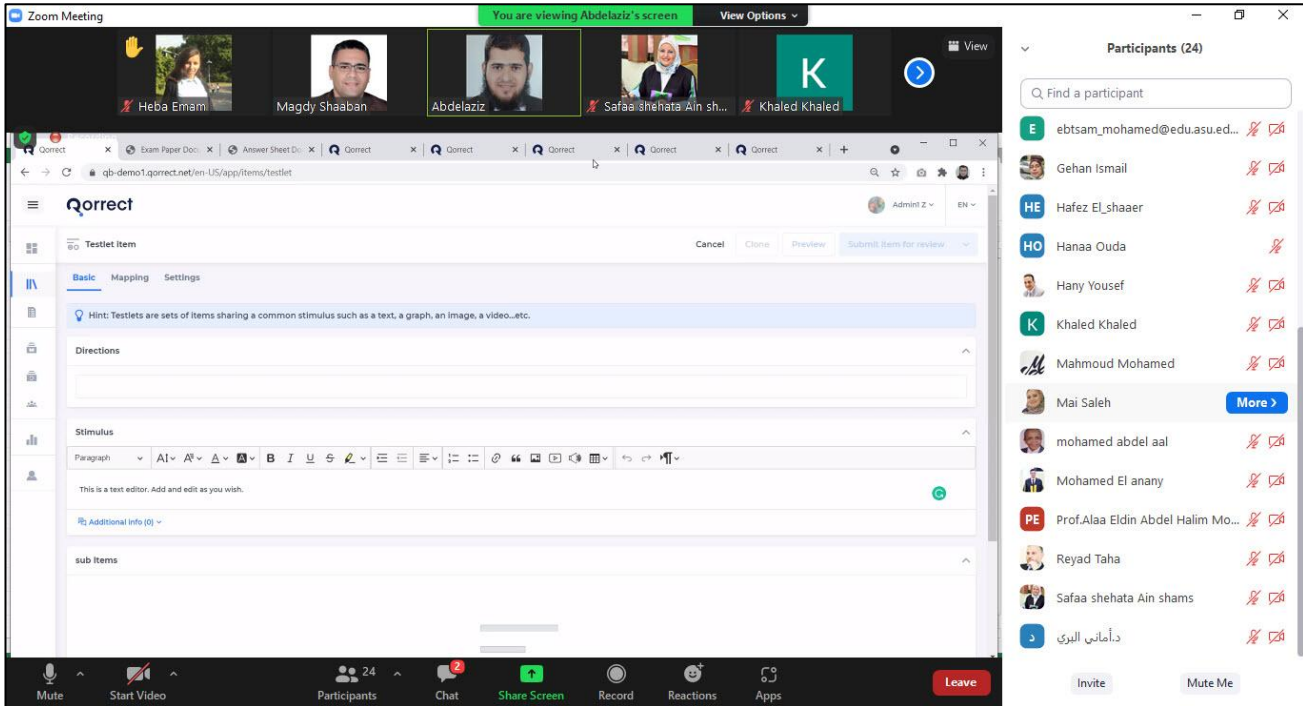 Zoom Meeting
You are viewing Abdelaziz's screen
View Options
Heba Emam
Magdy Shaaban
Abdelaziz
Safaa shehata Ain sh...
K
Khaled Khaled
View
Qorrect
Exam Paper Doc
Answer Sheet Do
Qorrect
Qorrect
Qorrect
Qorrect
Qorrect
qb-demo1.qorrect.net/en-US/app/items/testlet
Qorrect
Admin1 Z
EN
Testlet item
Cancel
Clone
Preview
Submit item for review
Basic
Mapping
Settings
Hint: Testlets are sets of items sharing a common stimulus such as a text, a graph, an image, a video...etc.
Directions
Stimulus
Paragraph
This is a text editor. Add and edit as you wish.
Additional info (0)
sub items
Mute
Start Video
24
Participants
2
Chat
Share Screen
Record
Reactions
Apps
Leave
Participants (24)
Find a participant
E ebtsam_mohamed@edu.asu.ed...
Gehan Ismail
HE Hafez El_shaaer
HO Hanaa Ouda
Hany Yousef
K Khaled Khaled
Mahmoud Mohamed
Mai Saleh
More >
mohamed abdel aal
Mohamed El anany
PE Prof.Alaa Eldin Abdel Halim Mo...
Reyad Taha
Safaa shehata Ain shams
د د.أماني البري
Invite
Mute Me